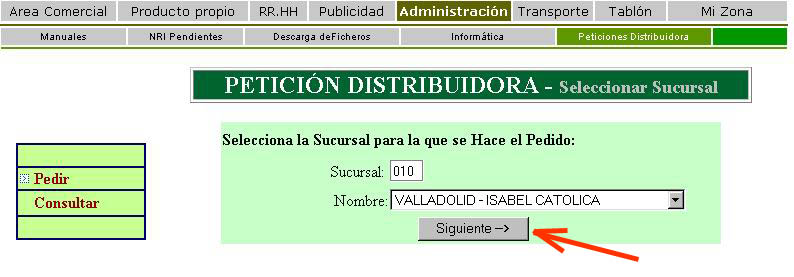 Area Comercial Producto propio RR.HH Publicidad Administración Transporte Tablón Mi Zona
Manuales NRI Pendientes Descarga deFicheros Informática Peticiones Distribuidora
PETICIÓN DISTRIBUIDORA - Seleccionar Sucursal
Selecciona la Sucursal para la que se Hace el Pedido:
Pedir
Consultar
Sucursal: 010
Nombre: VALLADOLID - ISABEL CATOLICA
Siguiente -->